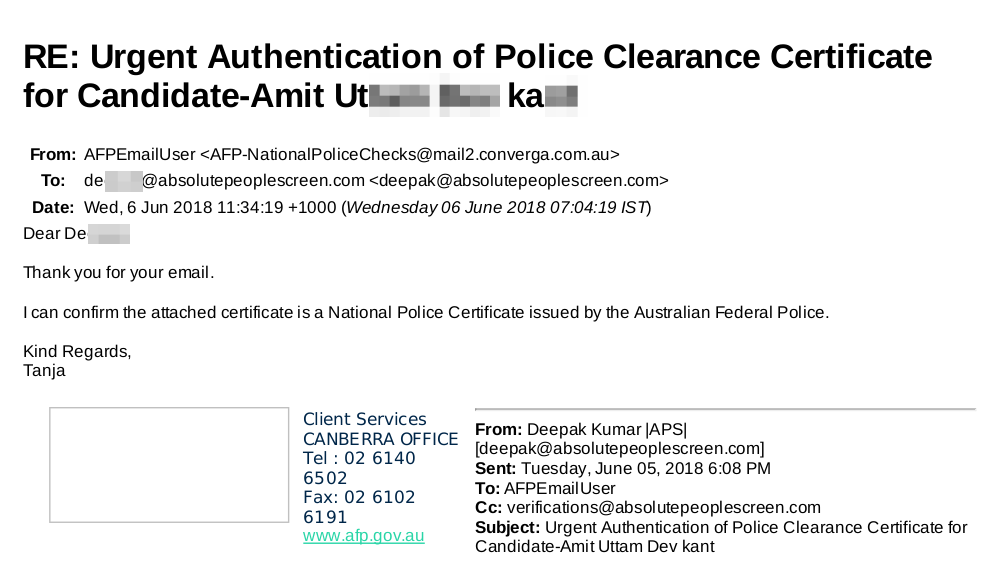 RE: Urgent Authentication of Police Clearance Certificate
for Candidate-Amit Ut ka
From: AFPEmailUser <AFP-NationalPoliceChecks@mail2.converga.com.au>
To: de @absolutepeoplescreen.com <deepak@absolutepeoplescreen.com>
Date: Wed, 6 Jun 2018 11:34:19 +1000 (Wednesday 06 June 2018 07:04:19 IST)
Dear De
Thank you for your email.
I can confirm the attached certificate is a National Police Certificate issued by the Australian Federal Police.
Kind Regards,
Tanja
Client Services
CANBERRA OFFICE
Tel : 02 6140
6502
Fax: 02 6102
6191
www.afp.gov.au
From: Deepak Kumar |APS|
[deepak@absolutepeoplescreen.com]
Sent: Tuesday, June 05, 2018 6:08 PM
To: AFPEmailUser
Cc: verifications@absolutepeoplescreen.com
Subject: Urgent Authentication of Police Clearance Certificate for
Candidate-Amit Uttam Dev kant